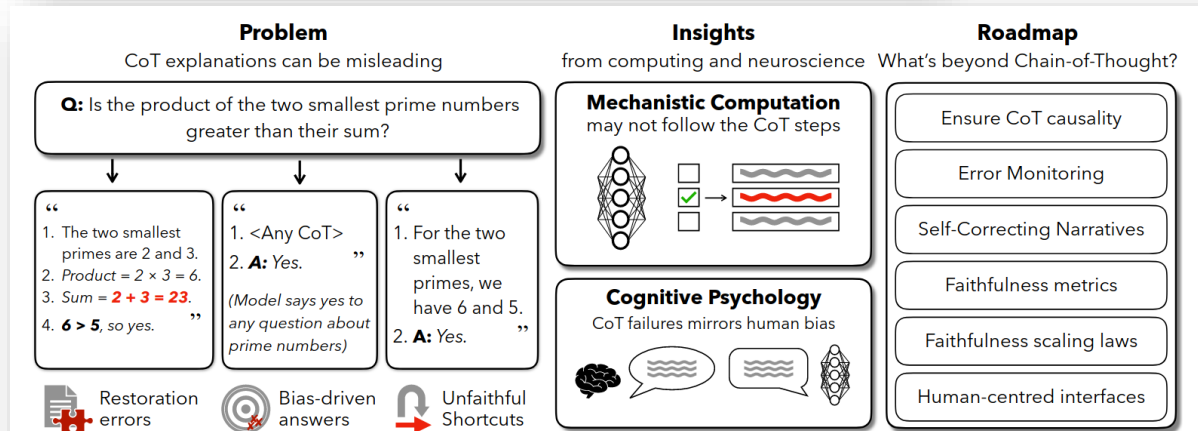 Problem
CoT explanations can be misleading
Q: Is the product of the two smallest prime numbers
greater than their sum?
“
1. The two smallest
primes are 2 and 3.
2. Product = 2 × 3 = 6.
3. Sum = 2 + 3 = 23.
4. 6 > 5, so yes. ”
“
1. <Any CoT>
2. A: Yes. ”
(Model says yes to
any question about
prime numbers)
“
1. For the two
smallest
primes, we
have 6 and 5.
2. A: Yes. ”
Restoration
errors
Bias-driven
answers
Unfaithful
Shortcuts
Insights
from computing and neuroscience
Mechanistic Computation
may not follow the CoT steps
Cognitive Psychology
CoT failures mirrors human bias
Roadmap
What’s beyond Chain-of-Thought?
Ensure CoT causality
Error Monitoring
Self-Correcting Narratives
Faithfulness metrics
Faithfulness scaling laws
Human-centred interfaces